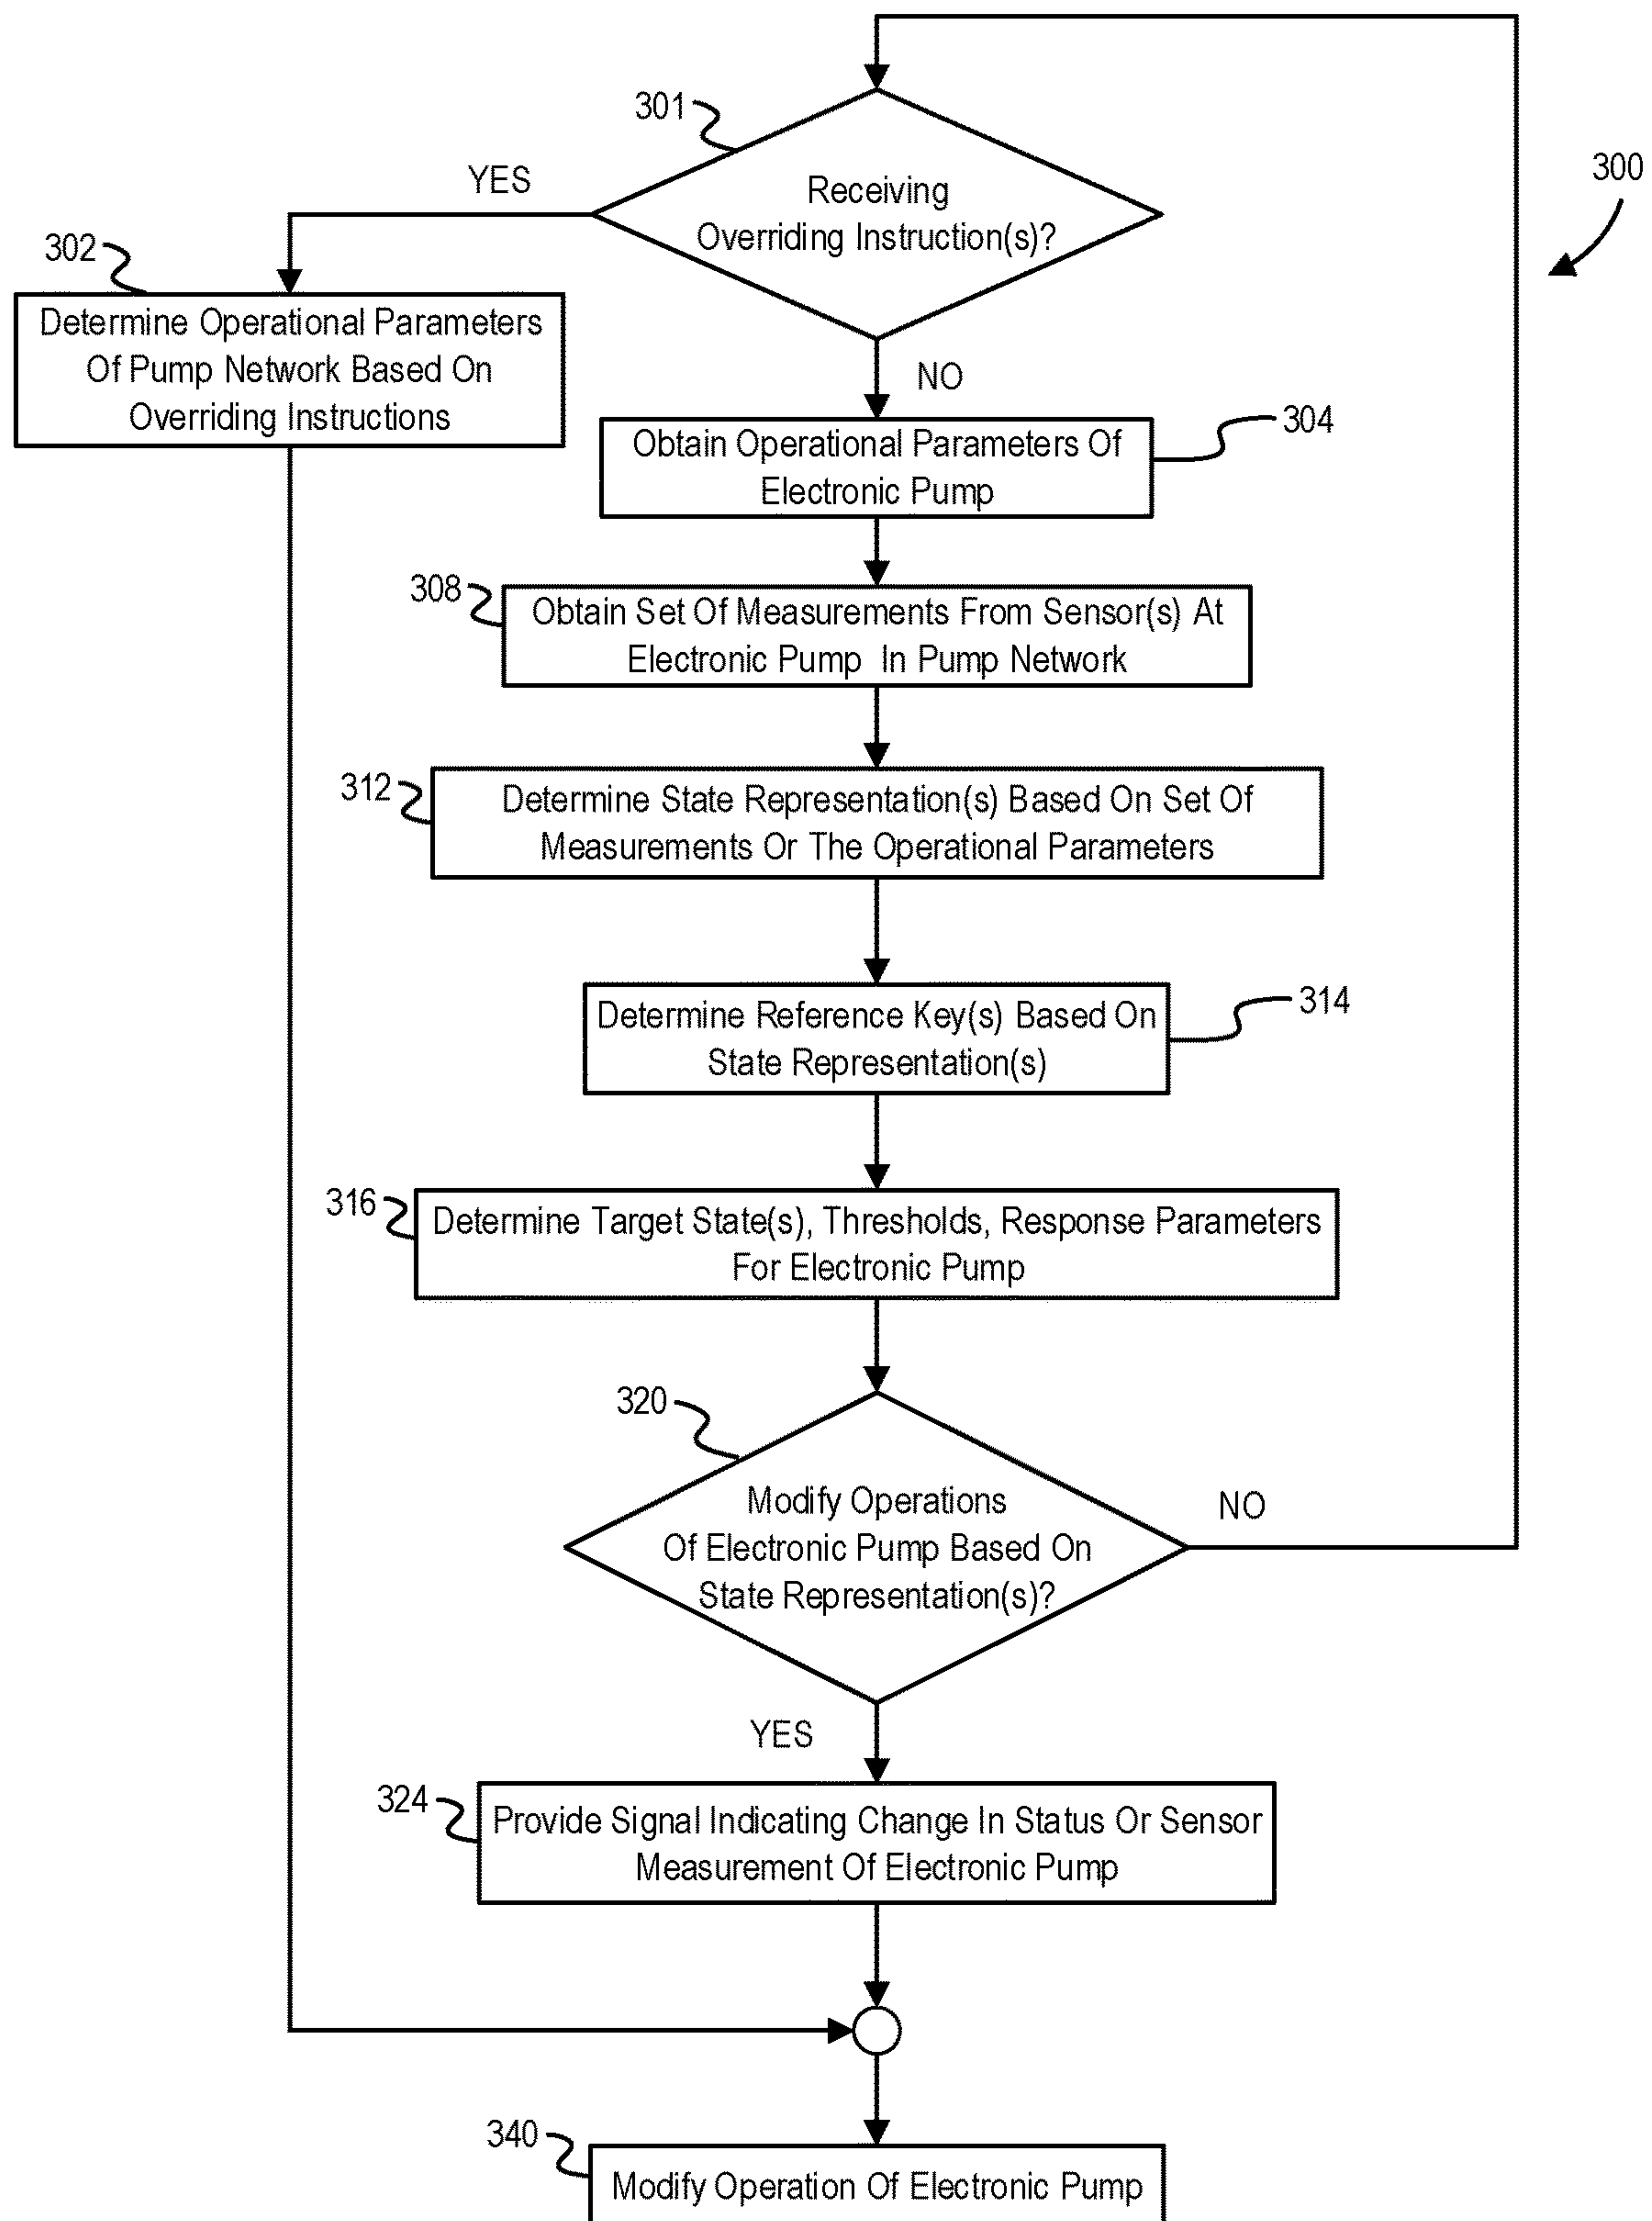 300
301
Receiving
Overriding Instruction(s)?
YES
NO
302
Determine Operational Parameters
Of Pump Network Based On
Overriding Instructions
304
Obtain Operational Parameters Of
Electronic Pump
308
Obtain Set Of Measurements From Sensor(s) At
Electronic Pump In Pump Network
312
Determine State Representation(s) Based On Set Of
Measurements Or The Operational Parameters
314
Determine Reference Key(s) Based On
State Representation(s)
316
Determine Target State(s), Thresholds, Response Parameters
For Electronic Pump
320
Modify Operations
Of Electronic Pump Based On
State Representation(s)?
NO
YES
324
Provide Signal Indicating Change In Status Or Sensor
Measurement Of Electronic Pump
340
Modify Operation Of Electronic Pump